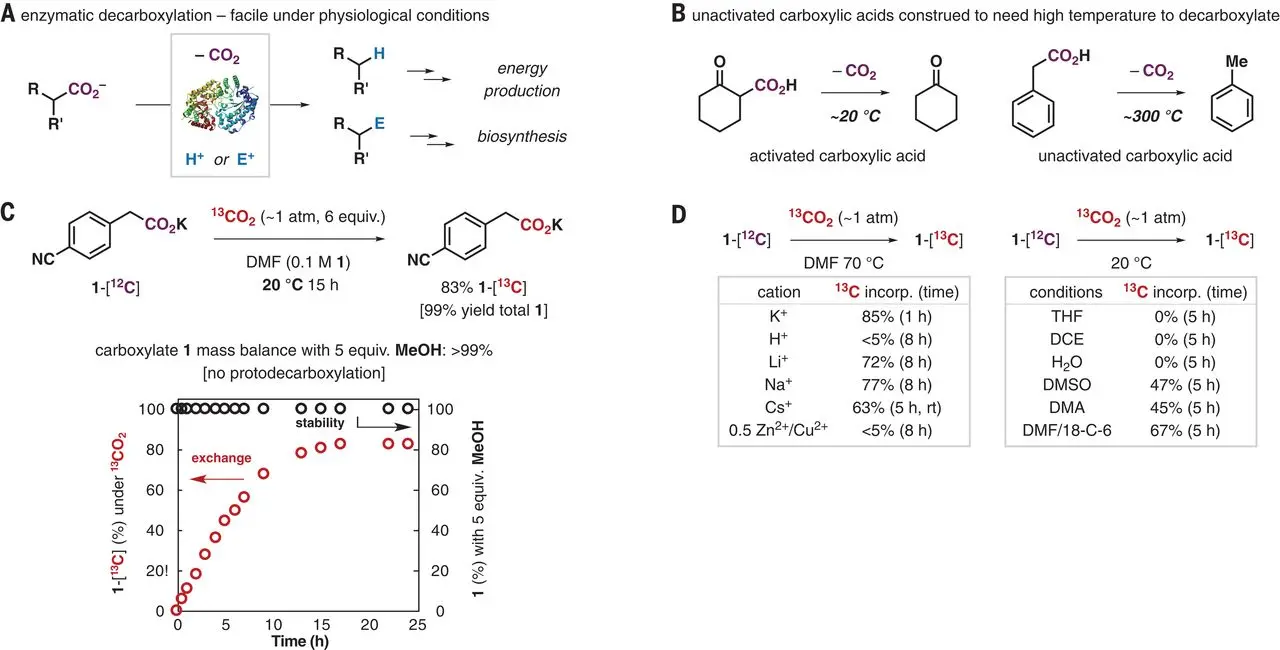 A enzymatic decarboxylation – facile under physiological conditions
R CO₂⁻
R'
– CO₂
H⁺ or E⁺
R H
R'
energy
production
R E
R'
biosynthesis
B unactivated carboxylic acids construed to need high temperature to decarboxylate
O
CO₂H
– CO₂
~20 °C
O
activated carboxylic acid
CO₂H
– CO₂
~300 °C
Me
unactivated carboxylic acid
C
NC
CO₂K
1-[¹²C]
¹³CO₂ (~1 atm, 6 equiv.)
DMF (0.1 M 1)
20 °C 15 h
NC
CO₂K
83% 1-[¹³C]
[99% yield total 1]
carboxylate 1 mass balance with 5 equiv. MeOH: >99%
[no protodecarboxylation]
1-[¹³C] (%) under ¹³CO₂
100
80
60
40
20!
0
stability
exchange
100
80
60
40
20
0
1 (%) with 5 equiv. MeOH
0 5 10 15 20 25
Time (h)
D
1-[¹²C] ¹³CO₂ (~1 atm) 1-[¹³C]
DMF 70 °C
cation ¹³C incorp. (time)
K⁺ 85% (1 h)
H⁺ <5% (8 h)
Li⁺ 72% (8 h)
Na⁺ 77% (8 h)
Cs⁺ 63% (5 h, rt)
0.5 Zn²⁺/Cu²⁺ <5% (8 h)
1-[¹²C] ¹³CO₂ (~1 atm) 1-[¹³C]
20 °C
conditions ¹³C incorp. (time)
THF 0% (5 h)
DCE 0% (5 h)
H₂O 0% (5 h)
DMSO 47% (5 h)
DMA 45% (5 h)
DMF/18-C-6 67% (5 h)